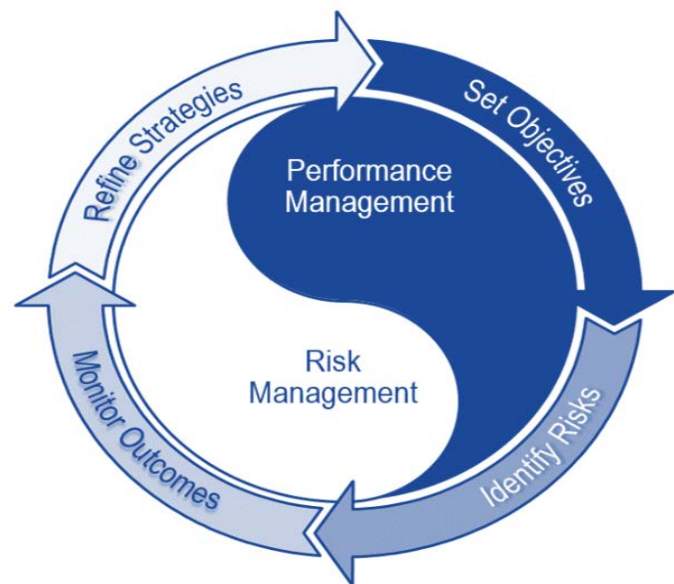 Refine Strategies
Set Objectives
Performance
Management
Risk
Management
Monitor Outcomes
Identify Risks